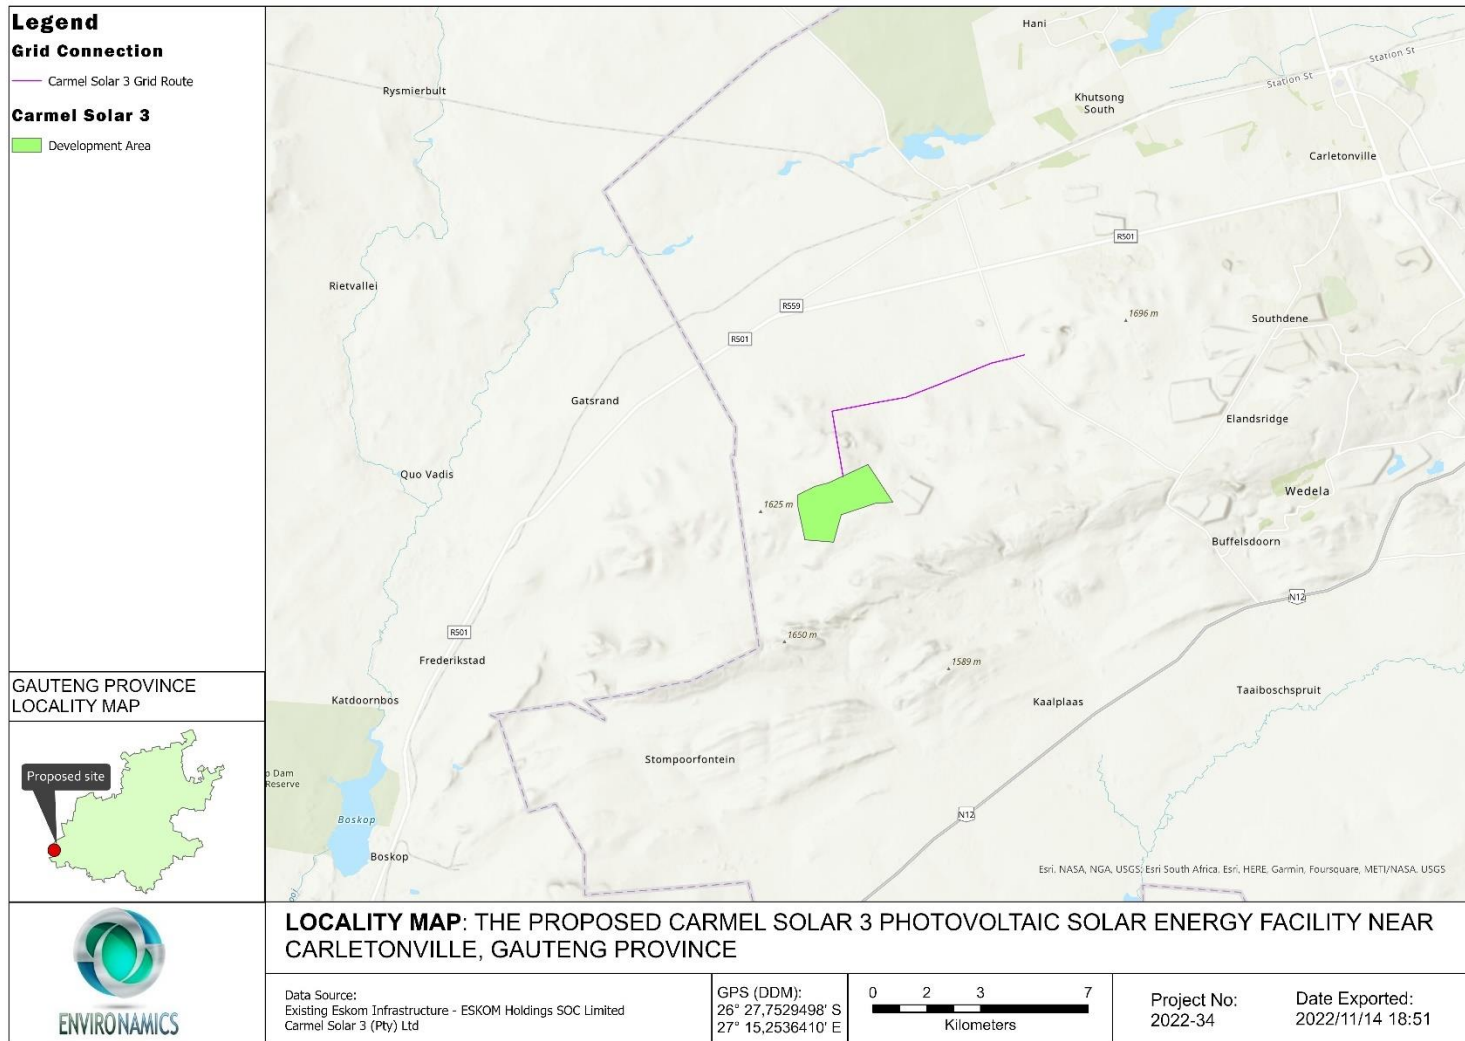 Legend
Grid Connection
Carmel Solar 3 Grid Route
Carmel Solar 3
Development Area
GAUTENG PROVINCE
LOCALITY MAP
Proposed site
Hani
Station St
Station St
Rysmierbult
Khutsong
South
Carletonville
R501
Rietvallei
R559
1696 m
Southdene
R501
Gatsrand
Elandsridge
Quo Vadis
Wedela
1625 m
Buffelsdoorn
N12
R501
1650 m
Frederikstad
1589 m
Taaiboschspruit
Katdoornbos
Kaalplaas
Stompoorfontein
p Dam
Reserve
Boskop
N12
Boskop
ooi
Esri, NASA, NGA, USGS; Esri South Africa, Esri, HERE, Garmin, Foursquare, METI/NASA, USGS
LOCALITY MAP: THE PROPOSED CARMEL SOLAR 3 PHOTOVOLTAIC SOLAR ENERGY FACILITY NEAR
CARLETONVILLE, GAUTENG PROVINCE
ENVIRONAMICS
Data Source:
Existing Eskom Infrastructure - ESKOM Holdings SOC Limited
Carmel Solar 3 (Pty) Ltd
GPS (DDM):
26° 27,7529498' S
27° 15,2536410' E
0 2 3 7
Kilometers
Project No:
2022-34
Date Exported:
2022/11/14 18:51